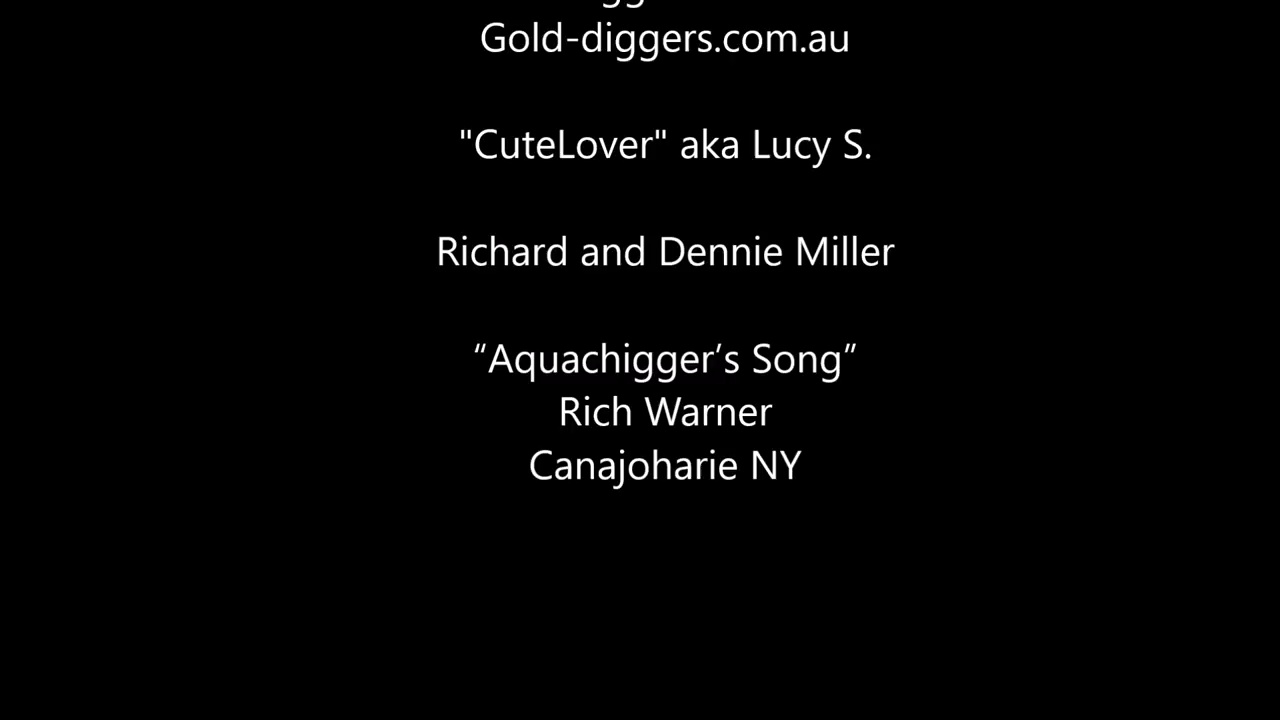 Gold-diggers.com.au
"CuteLover" aka Lucy S.
Richard and Dennie Miller
“Aquachigger’s Song”
Rich Warner
Canajoharie NY